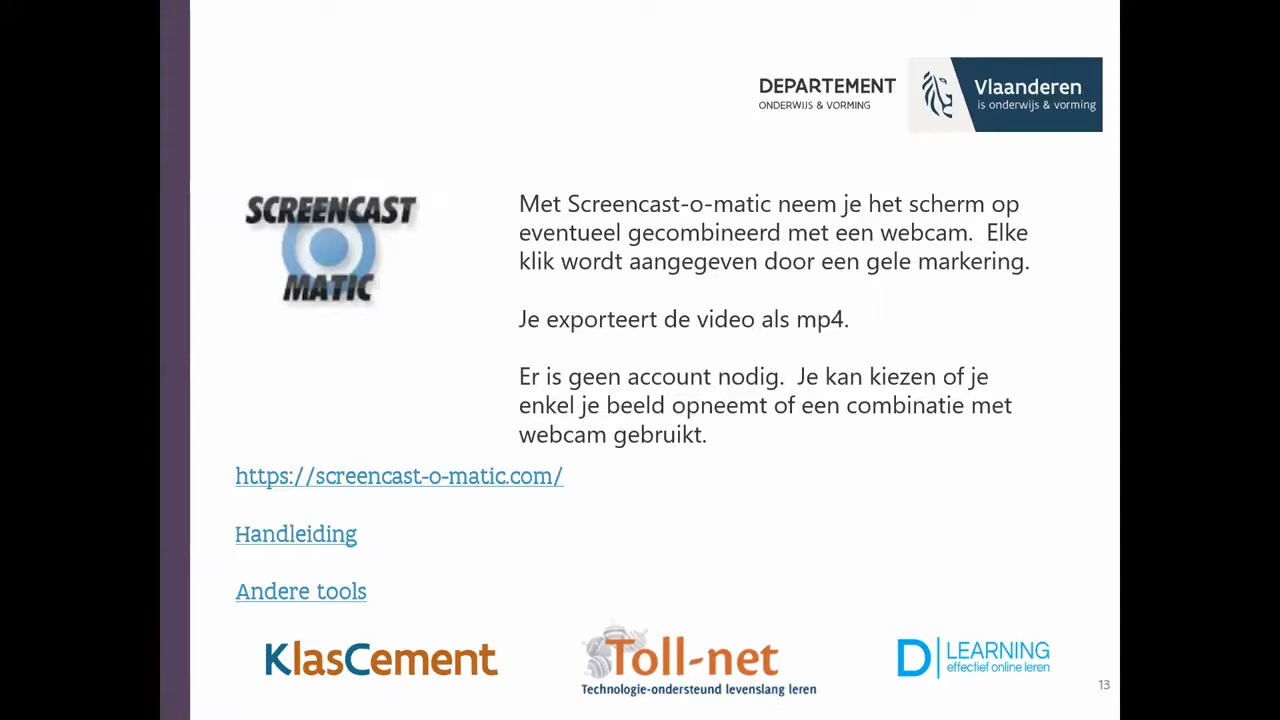 DEPARTEMENT
ONDERWIJS & VORMING
Vlaanderen
is onderwijs & vorming
SCREENCAST
MATIC
Met Screencast-o-matic neem je het scherm op
eventueel gecombineerd met een webcam.  Elke
klik wordt aangegeven door een gele markering.
Je exporteert de video als mp4.
Er is geen account nodig.  Je kan kiezen of je
enkel je beeld opneemt of een combinatie met
webcam gebruikt.
https://screencast-o-matic.com/
Handleiding
Andere tools
KlasCement
Toll-net
Technologie-ondersteund levenslang leren
D LEARNING
effectief online leren
13